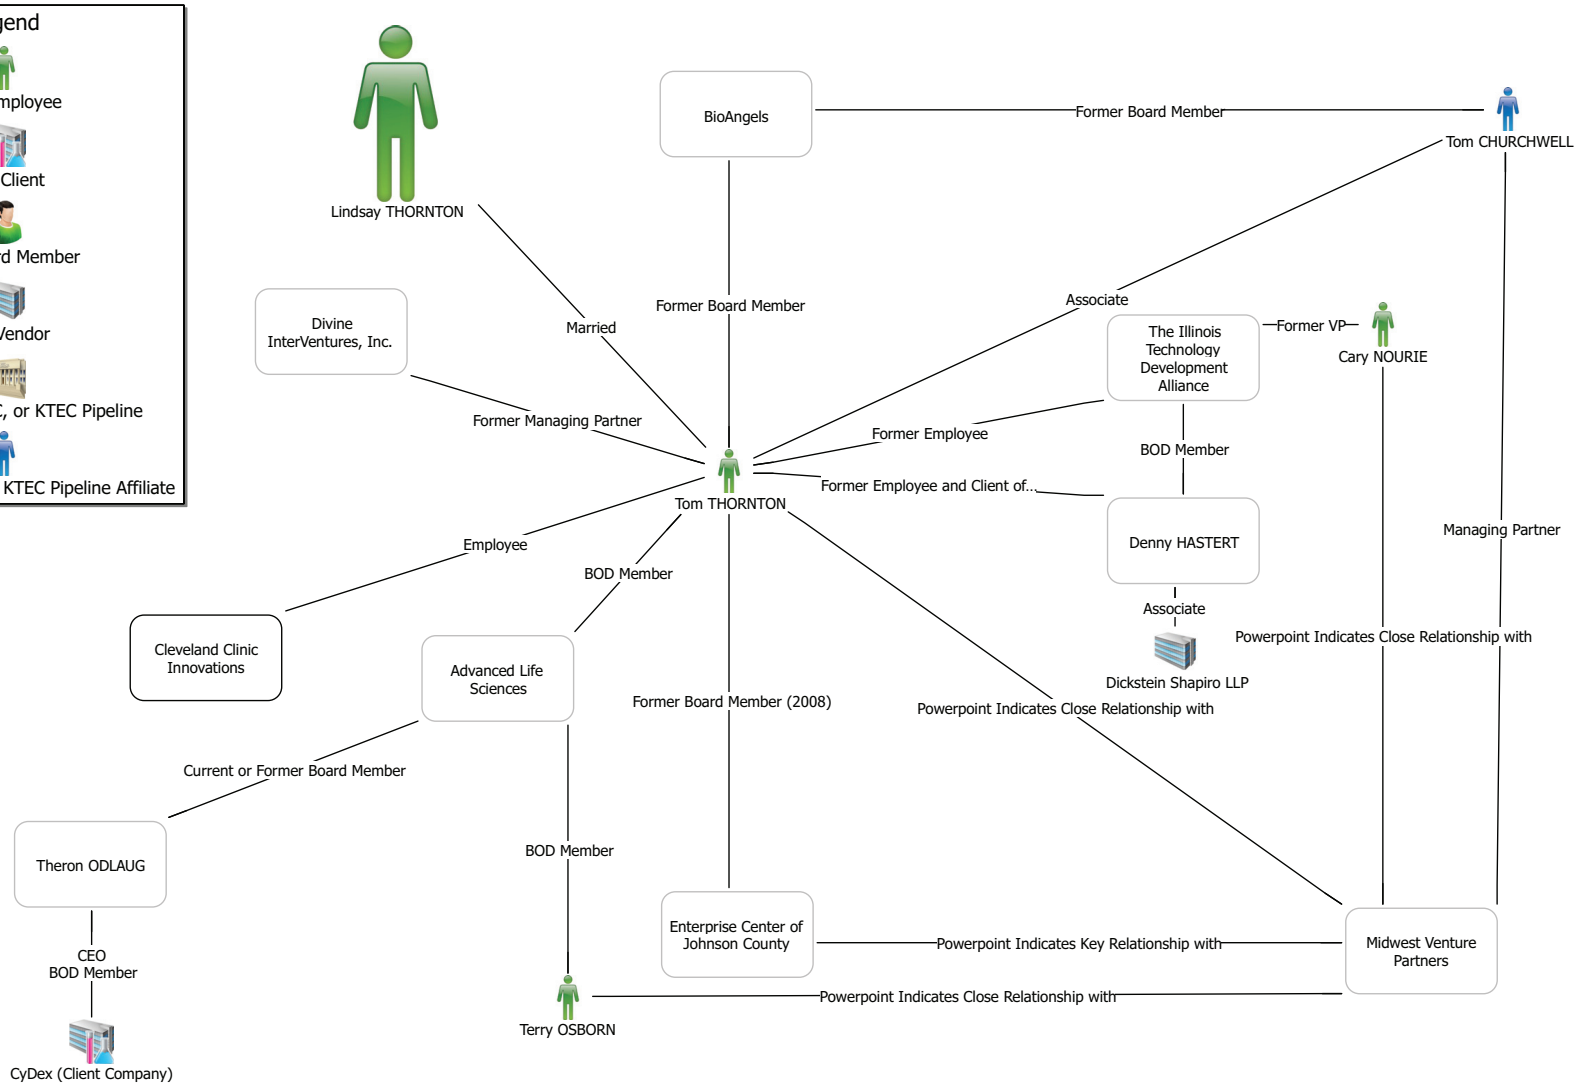 gend
mployee
Client
rd Member
Vendor
C, or KTEC Pipeline
KTEC Pipeline Affiliate
Lindsay THORNTON
BioAngels
Former Board Member
Tom CHURCHWELL
Divine
InterVentures, Inc.
Married
Former Board Member
Associate
The Illinois
Technology
Development
Alliance
Former VP
Cary NOURIE
Former Managing Partner
Former Employee
BOD Member
Tom THORNTON
Former Employee and Client of...
Denny HASTERT
Managing Partner
Employee
BOD Member
Associate
Dickstein Shapiro LLP
Powerpoint Indicates Close Relationship with
Cleveland Clinic
Innovations
Advanced Life
Sciences
Former Board Member (2008)
Powerpoint Indicates Close Relationship with
Current or Former Board Member
Theron ODLAUG
BOD Member
CEO
BOD Member
Enterprise Center of
Johnson County
Powerpoint Indicates Key Relationship with
Midwest Venture
Partners
Powerpoint Indicates Close Relationship with
Terry OSBORN
CyDex (Client Company)